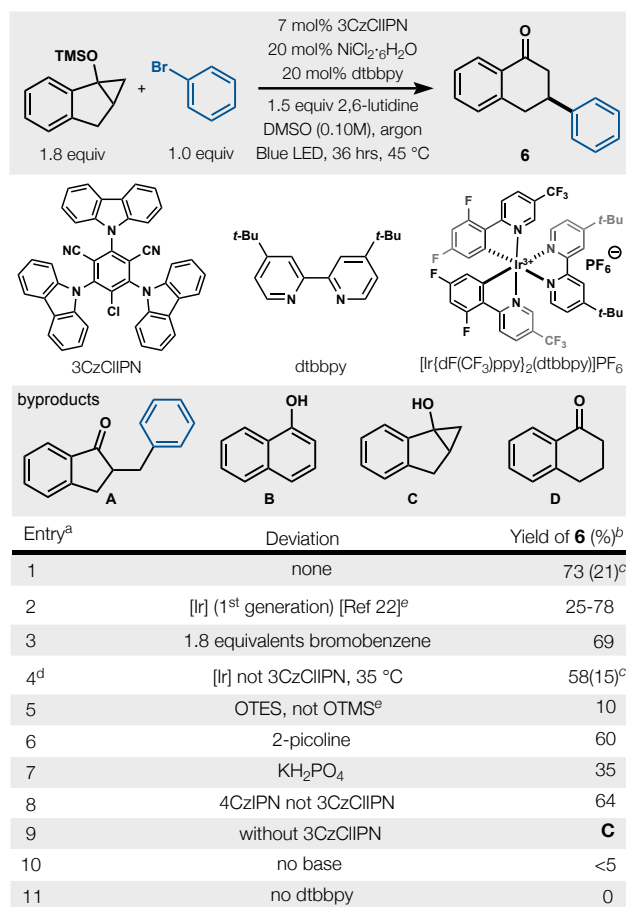 TMSO
+
Br
7 mol% 3CzClIPN
20 mol% NiCl2·6H2O
20 mol% dtbbpy
1.5 equiv 2,6-lutidine
DMSO (0.10M), argon
Blue LED, 36 hrs, 45 °C
O
1.8 equiv
1.0 equiv
6
N
NC
CN
N
N
Cl
3CzClIPN
t-Bu
t-Bu
N
N
dtbbpy
CF3
F
N
t-Bu
F
N
Ir3+
PF6 ⊖
F
N
N
t-Bu
F
CF3
[Ir{dF(CF3)ppy}2(dtbbpy)]PF6
byproducts
O
A
OH
B
HO
C
O
D
Entrya Deviation Yield of 6 (%)b
1 none 73 (21)c
2 [Ir] (1st generation) [Ref 22]e 25-78
3 1.8 equivalents bromobenzene 69
4d [Ir] not 3CzClIPN, 35 °C 58(15)c
5 OTES, not OTMSe 10
6 2-picoline 60
7 KH2PO4 35
8 4CzIPN not 3CzClIPN 64
9 without 3CzClIPN C
10 no base <5
11 no dtbbpy 0